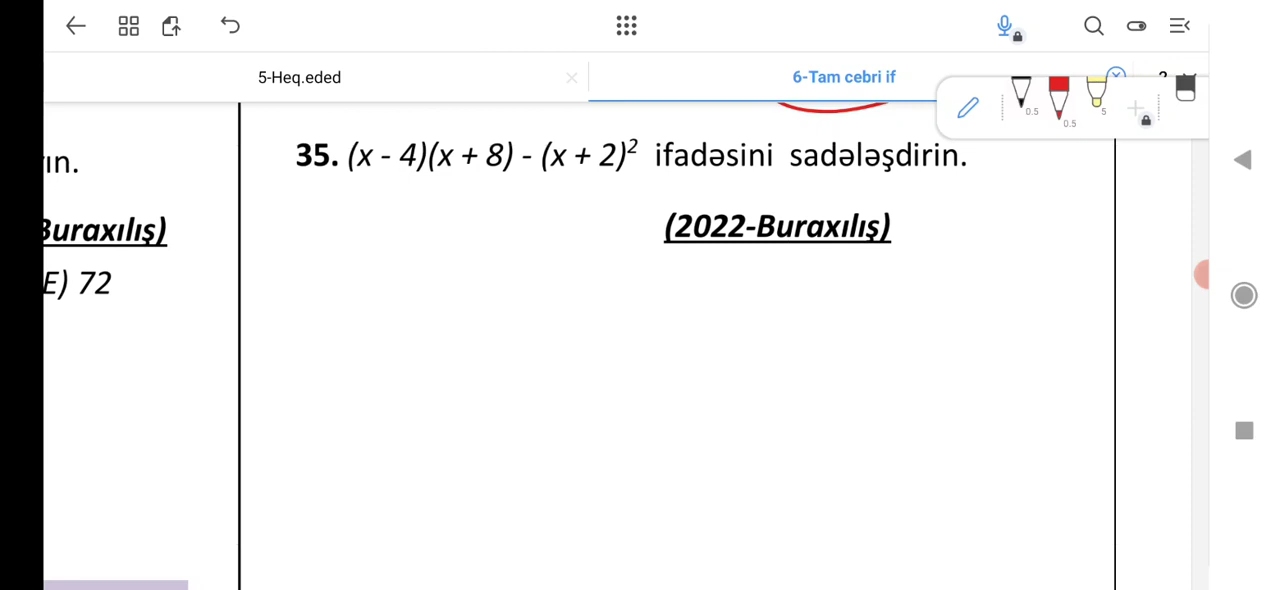 5-Heq.eded
6-Tam cebri if
0.5
0.5
5
35. (x - 4)(x + 8) - (x + 2)² ifadəsini sadələşdirin.
(2022-Buraxılış)
ın.
Buraxılış)
E) 72